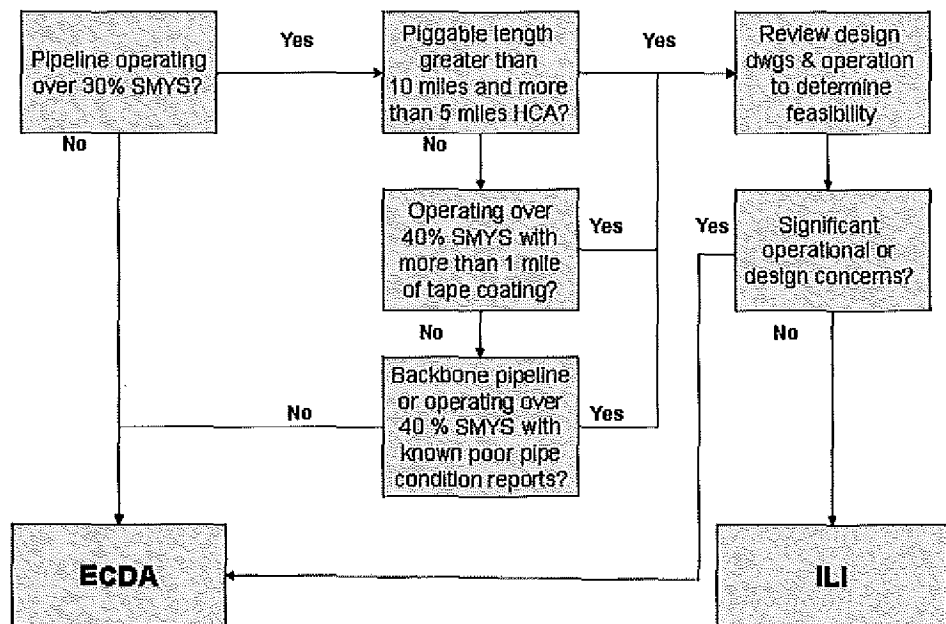 Pipeline operating
over 30% SMYS?
Yes
Piggable length
greater than
10 miles and more
than 5 miles HCA?
Yes
Review design
dwgs & operation
to determine
feasibility
No
No
Operating over
40% SMYS with
more than 1 mile
of tape coating?
Yes
Yes
Significant
operational or
design concerns?
No
No
Backbone pipeline
or operating over
40 % SMYS with
known poor pipe
condition reports?
No
Yes
ECDA
ILI